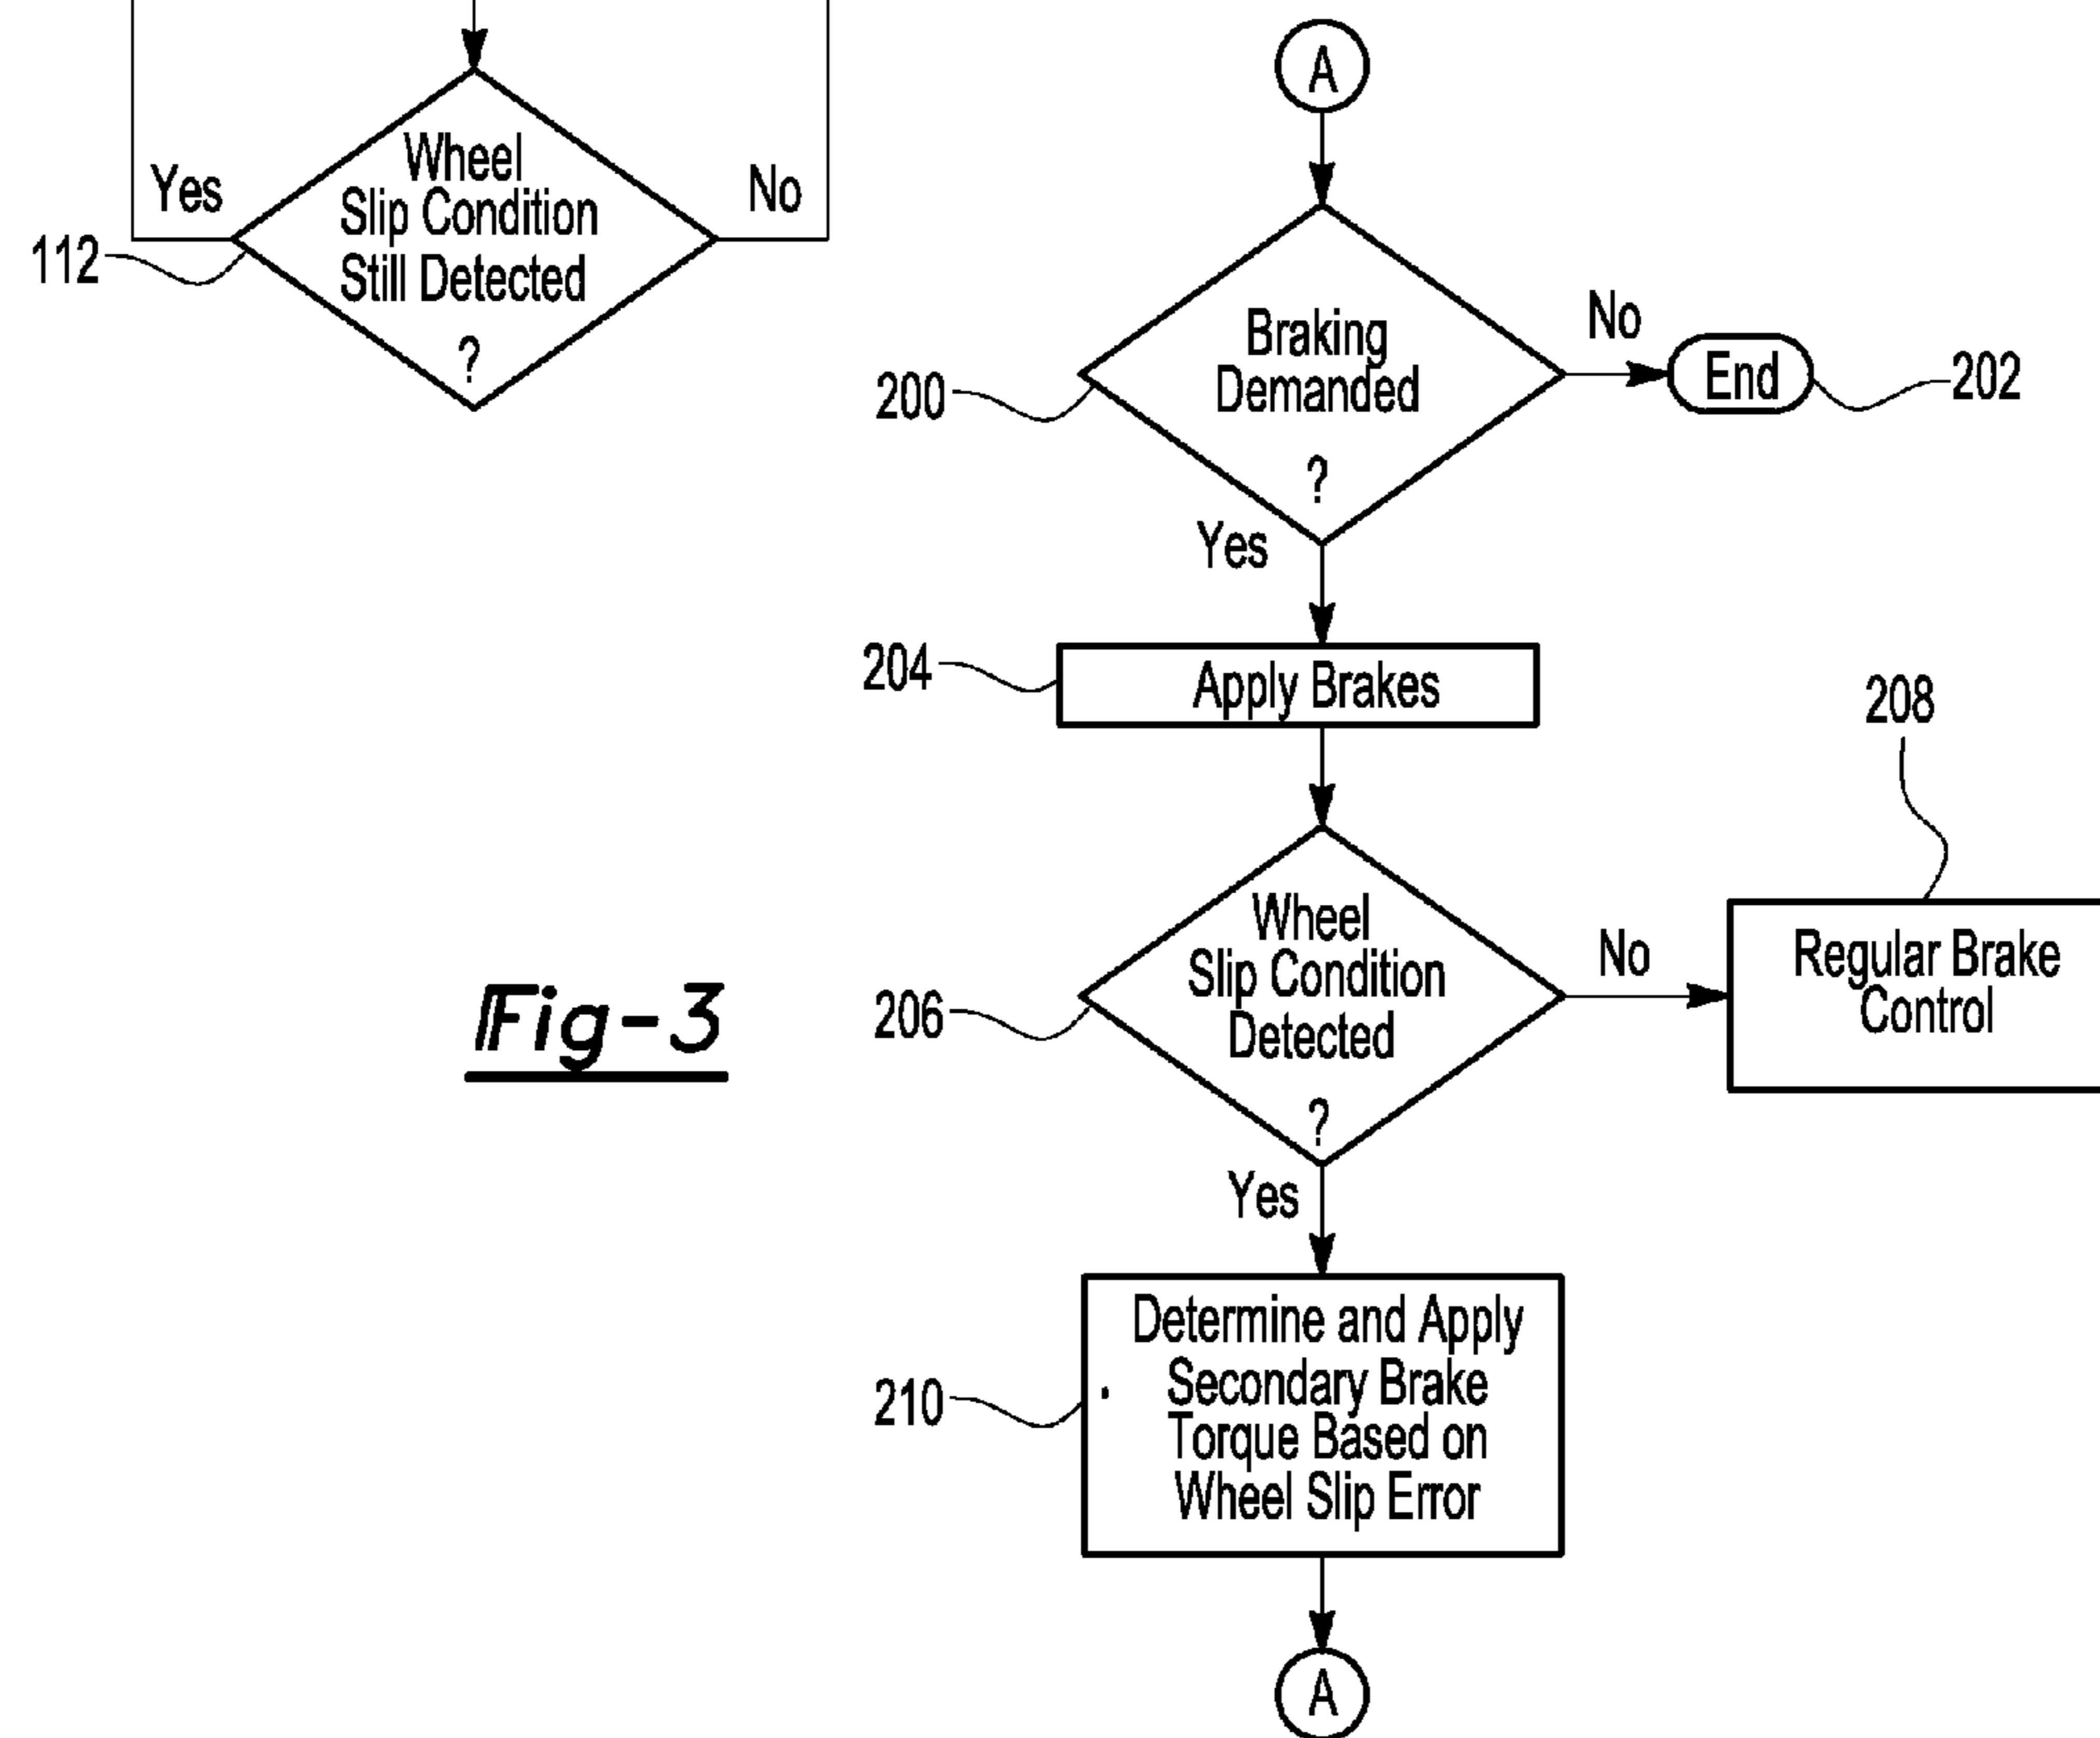 Wheel
Slip Condition
Still Detected
?
Yes
No
112
A
Braking
Demanded
?
No
End
202
200
Yes
204
Apply Brakes
208
Wheel
Slip Condition
Detected
?
No
Regular Brake
Control
206
Fig-3
Yes
Determine and Apply
Secondary Brake
Torque Based on
Wheel Slip Error
210
A